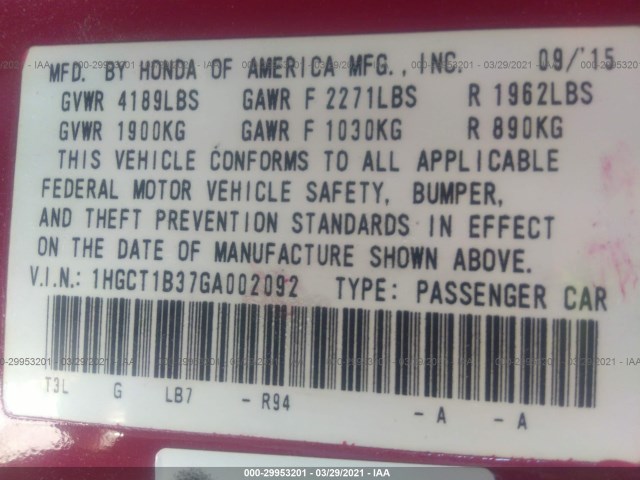 MFD. BY HONDA OF AMERICA MFG., INC. 09/'15
GVWR 4189LBS GAWR F 2271LBS R 1962LBS
GVWR 1900KG GAWR F 1030KG R 890KG
THIS VEHICLE CONFORMS TO ALL APPLICABLE
FEDERAL MOTOR VEHICLE SAFETY, BUMPER,
AND THEFT PREVENTION STANDARDS IN EFFECT
ON THE DATE OF MANUFACTURE SHOWN ABOVE.
V.I.N.: 1HGCT1B37GA002092 TYPE: PASSENGER CAR
T3L G LB7 - R94 - A - A
000-29953201 | 03/29/2021 | IAA